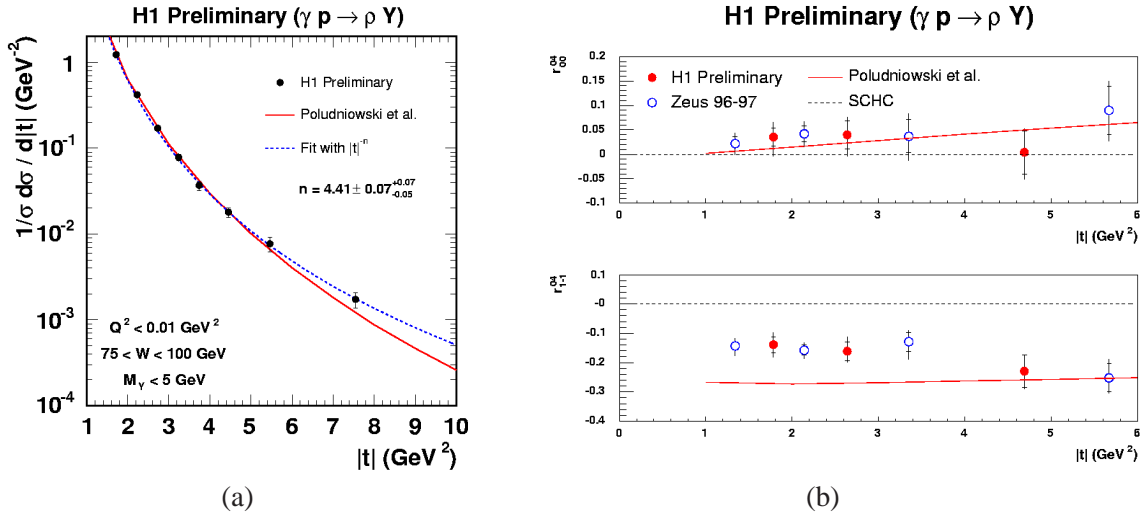 H1 Preliminary (γ p → ρ Y)
1/σ dσ / d|t| (GeV⁻²)
1
10⁻¹
10⁻²
10⁻³
10⁻⁴
H1 Preliminary
Poludniowski et al.
Fit with |t|⁻ⁿ
n = 4.41 ± 0.07 +0.07 -0.05
Q² < 0.01 GeV²
75 < W < 100 GeV
M_Y < 5 GeV
1 2 3 4 5 6 7 8 9 10
|t| (GeV²)
(a)
H1 Preliminary (γ p → ρ Y)
r⁰⁴₀₀
0.2
0.15
0.1
0.05
0
-0.05
-0.1
H1 Preliminary
Zeus 96-97
Poludniowski et al.
SCHC
0 1 2 3 4 5 6
|t| (GeV²)
r⁰⁴₁₋₁
0.1
-0
-0.1
-0.2
-0.3
-0.4
0 1 2 3 4 5 6
|t| (GeV²)
(b)